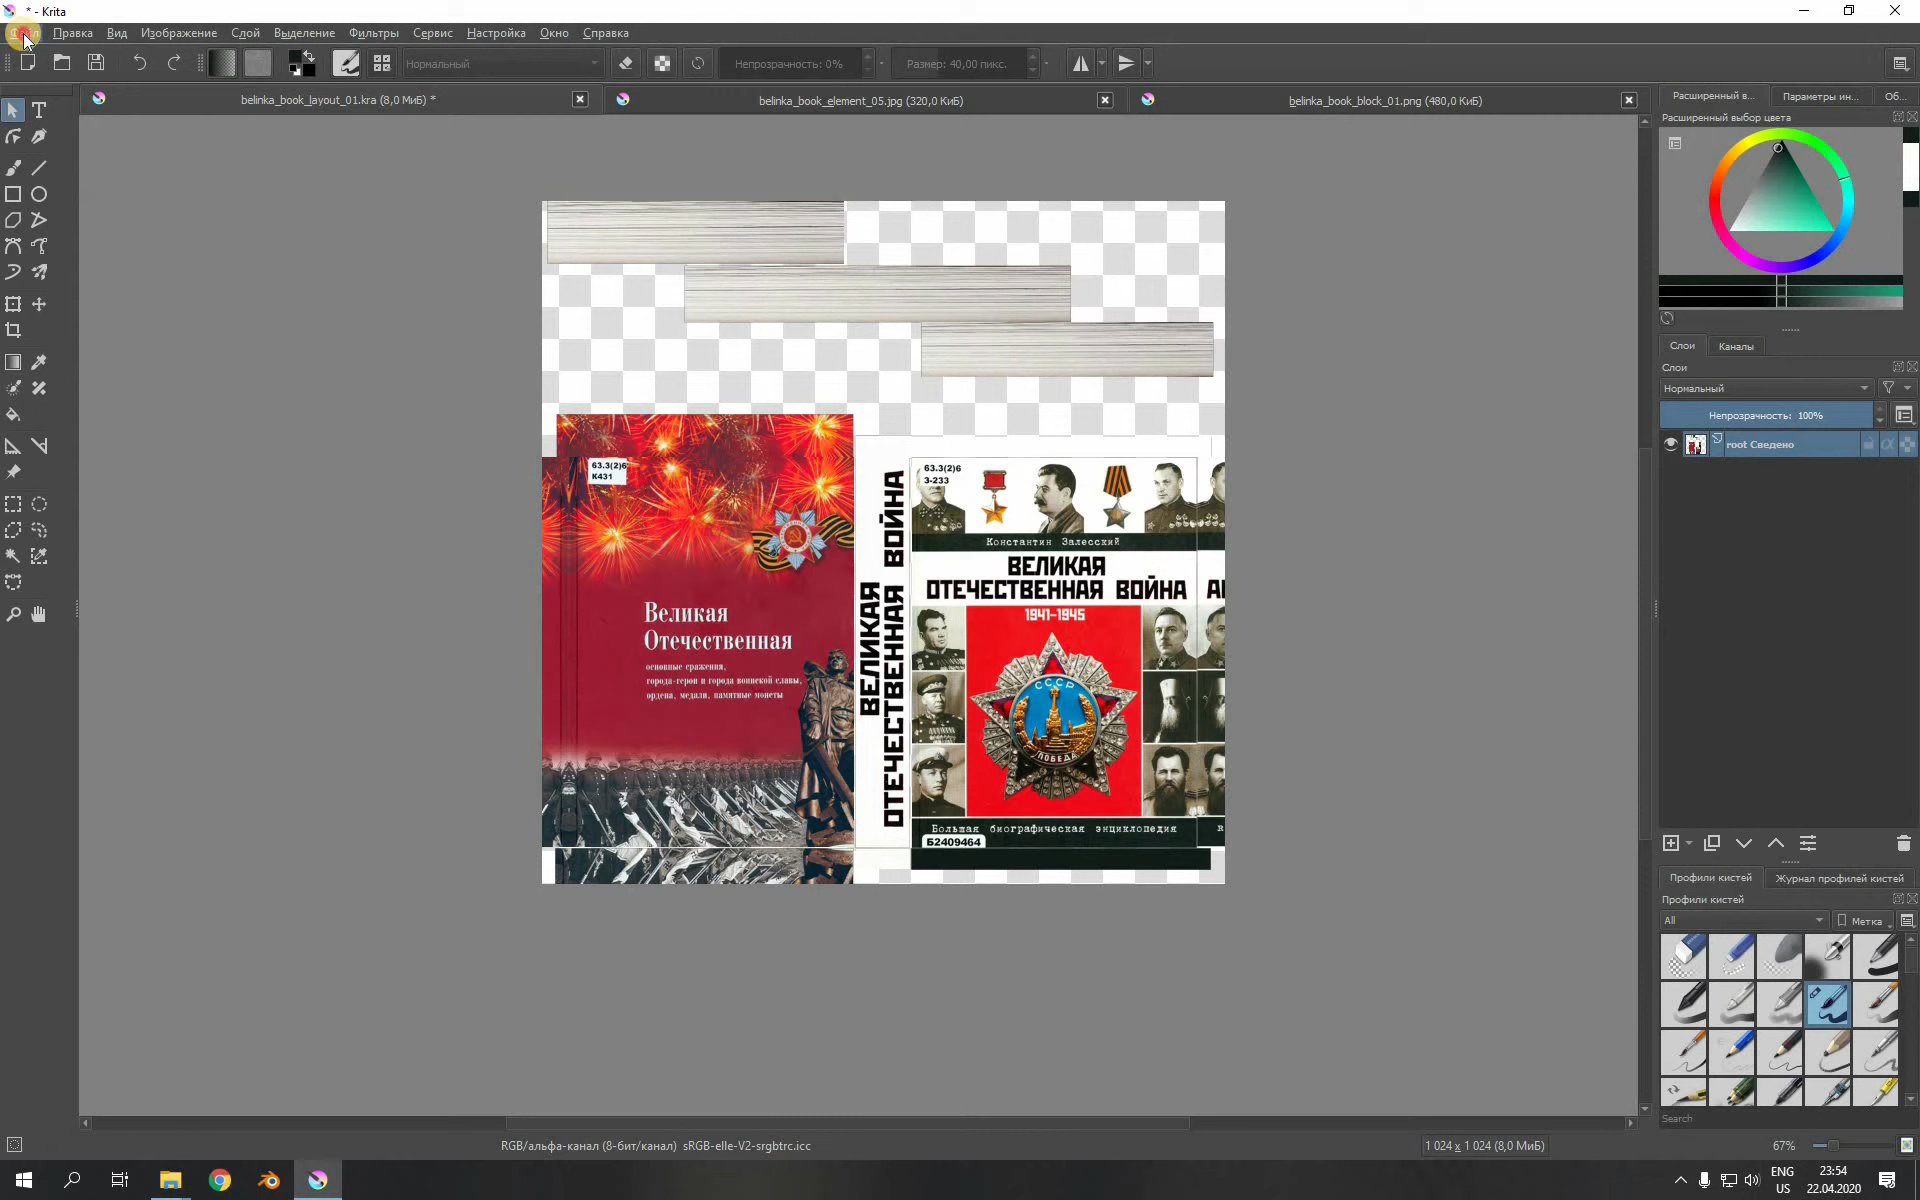 * - Krita
Файл Правка Вид Изображение Слой Выделение Фильтры Сервис Настройка Окно Справка
Нормальный
Непрозрачность: 0%
Размер: 40,00 пикс.
belinka_book_layout_01.kra (8,0 МиБ) *
belinka_book_element_05.jpg (320,0 КиБ)
belinka_book_block_01.png (480,0 КиБ)
Расширенный в...
Параметры ин...
Об...
Расширенный выбор цвета
Слои
Каналы
Слои
Нормальный
Непрозрачность: 100%
root Сведено
63.3(2)6
К431
Великая
Отечественная
основные сражения,
города-герои и города воинской славы,
ордена, медали, памятные монеты
ВЕЛИКАЯ
ОТЕЧЕСТВЕННАЯ ВОЙНА
63.3(2)6
З-233
Константин Залесский
ВЕЛИКАЯ
ОТЕЧЕСТВЕННАЯ ВОЙНА
1941-1945
СССР
ПОБЕДА
Большая биографическая энциклопедия
Б2409464
Профили кистей
Журнал профилей кистей
Профили кистей
All
Метка
Search
RGB/альфа-канал (8-бит/канал) sRGB-elle-V2-srgbtrc.icc
1 024 x 1 024 (8,0 МиБ)
67%
ENG
US
23:54
22.04.2020